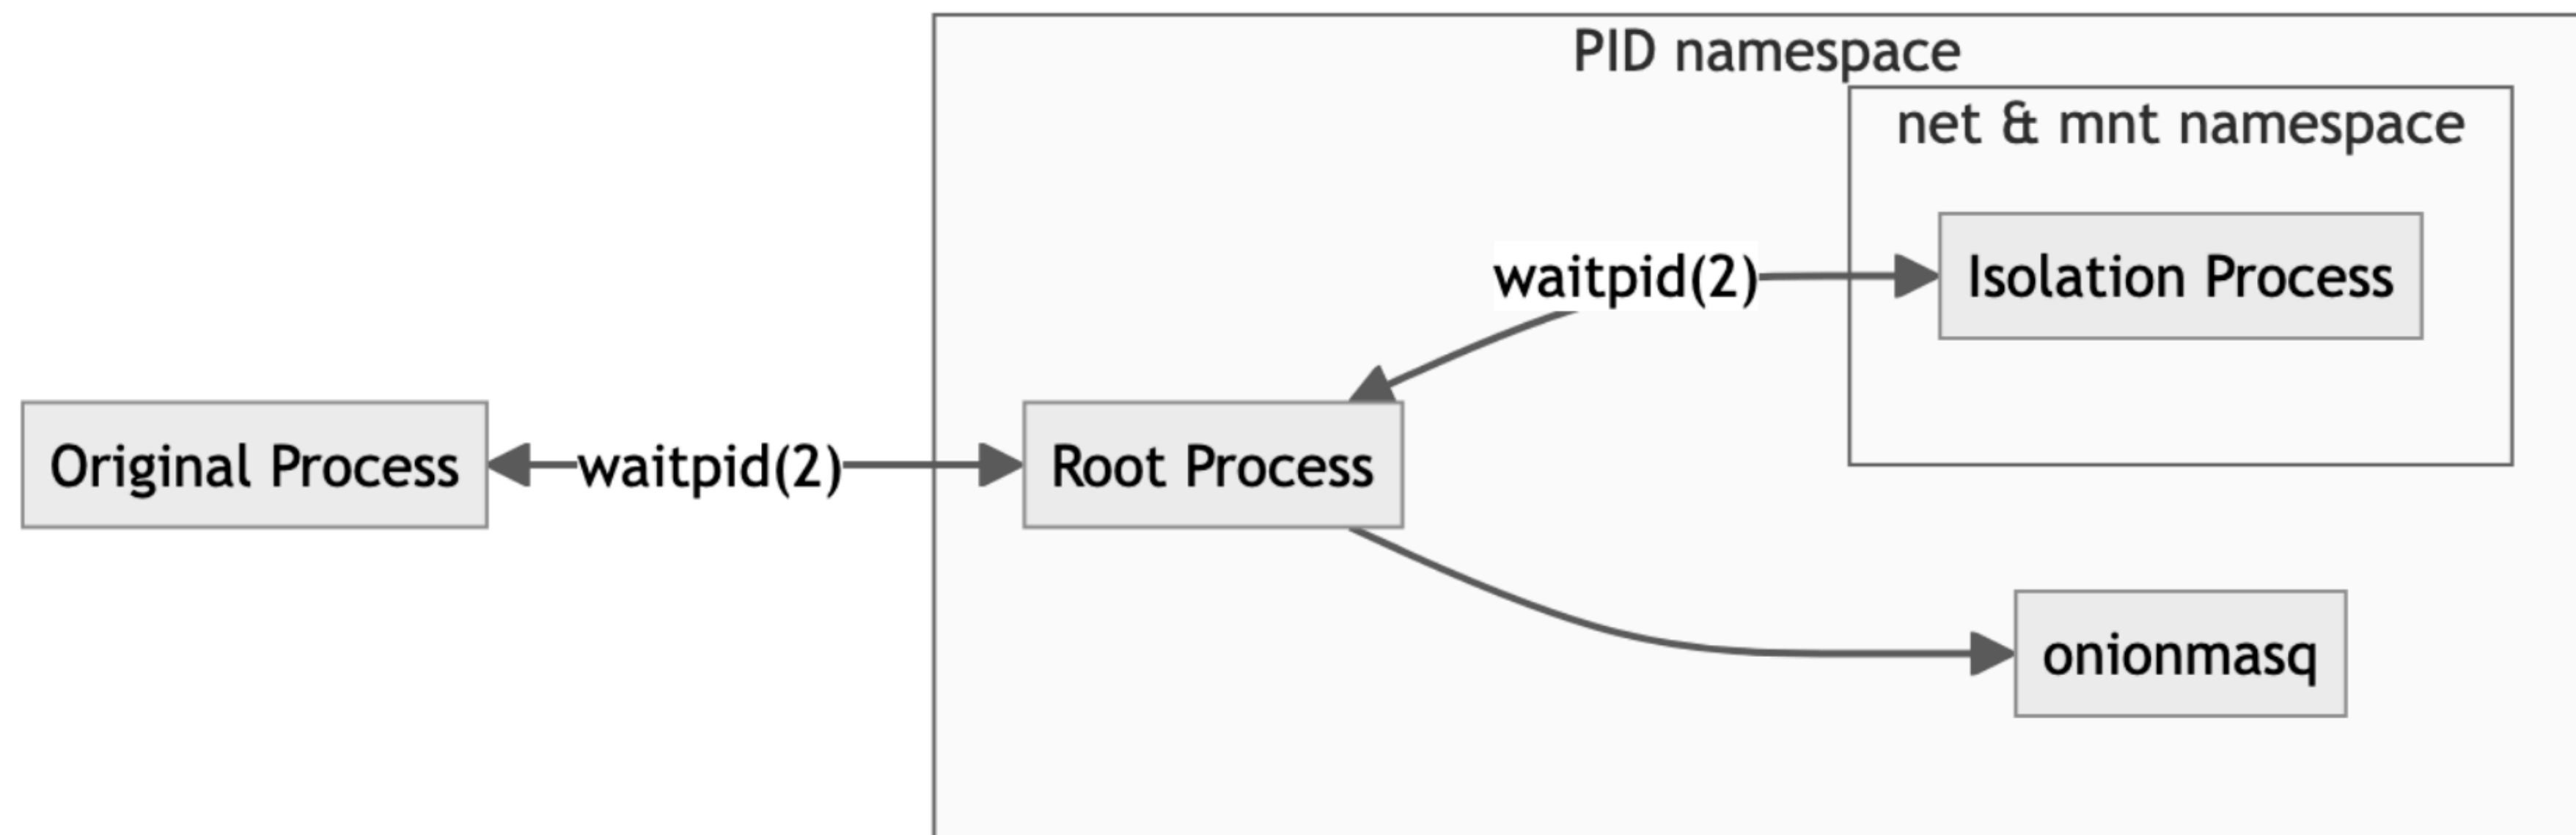 PID namespace
net & mnt namespace
waitpid(2)
Isolation Process
Original Process
waitpid(2)
Root Process
onionmasq